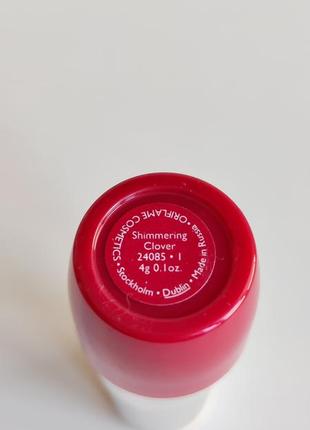 Shimmering
Clover
24085 • 1
4g 0.1oz.
ORIFLAME COSMETICS • Stockholm • Dublin • Made in Russia •